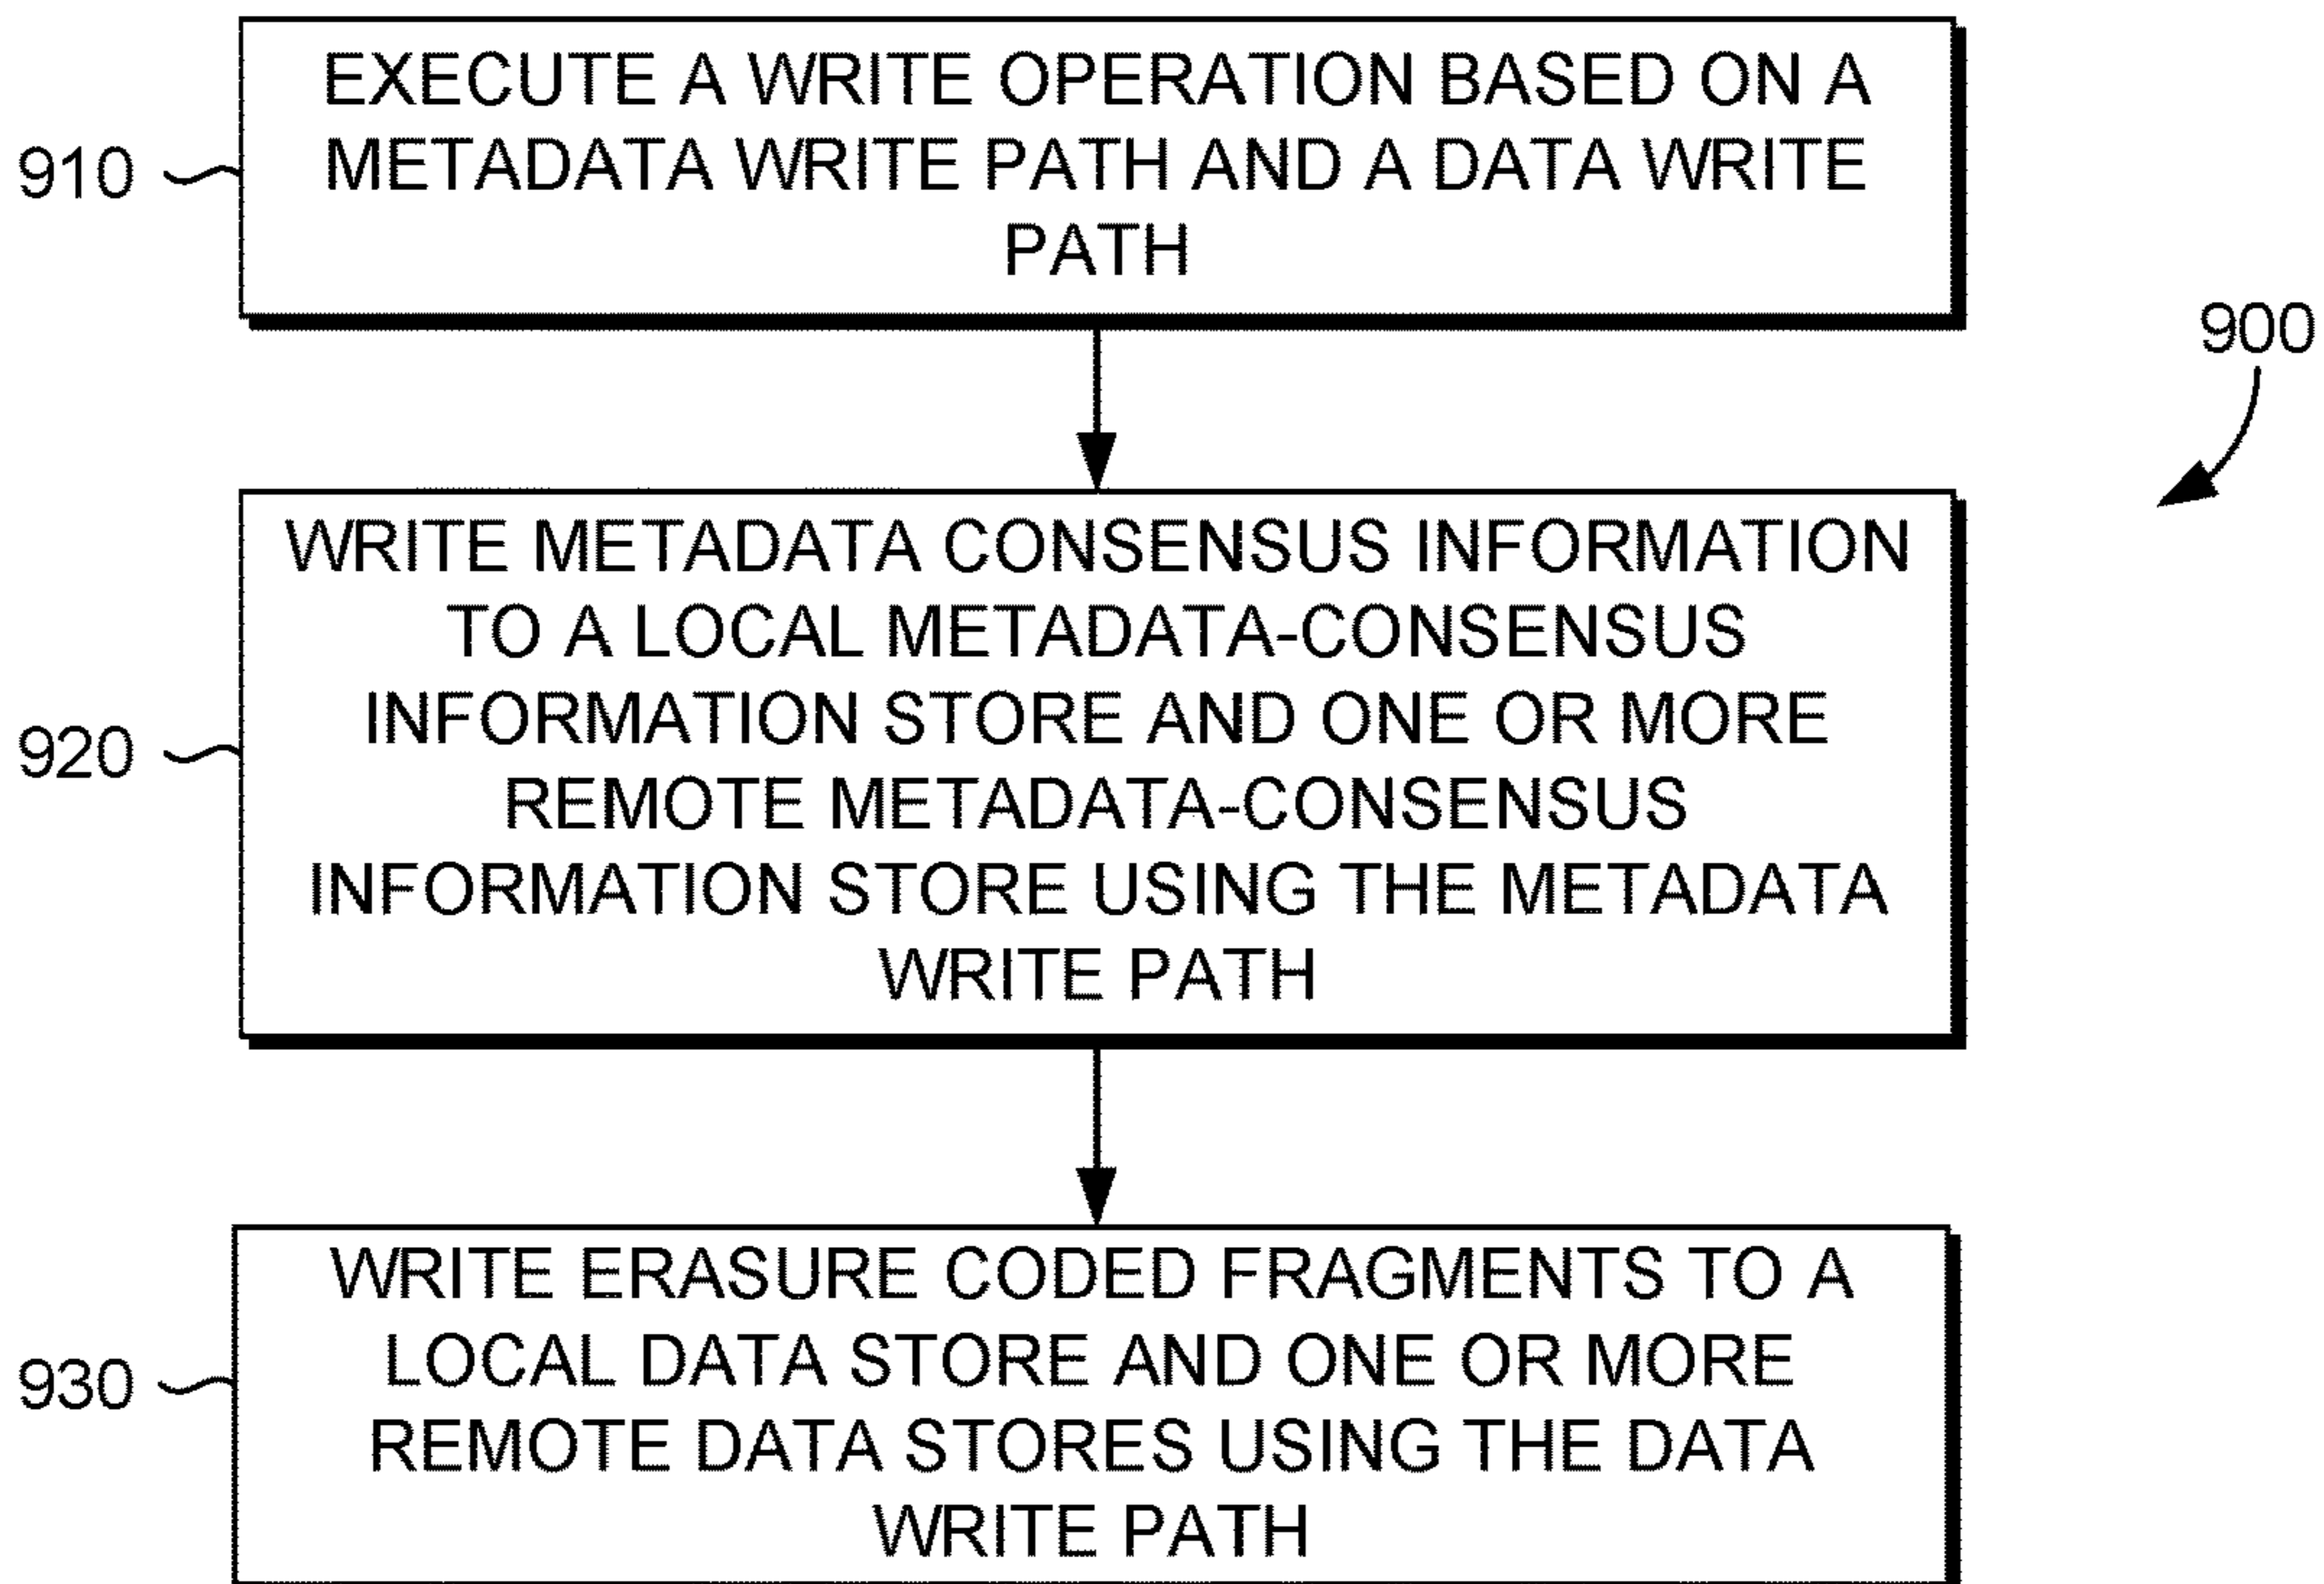 EXECUTE A WRITE OPERATION BASED ON A
METADATA WRITE PATH AND A DATA WRITE
PATH
910
900
WRITE METADATA CONSENSUS INFORMATION
TO A LOCAL METADATA-CONSENSUS
INFORMATION STORE AND ONE OR MORE
REMOTE METADATA-CONSENSUS
INFORMATION STORE USING THE METADATA
WRITE PATH
920
WRITE ERASURE CODED FRAGMENTS TO A
LOCAL DATA STORE AND ONE OR MORE
REMOTE DATA STORES USING THE DATA
WRITE PATH
930